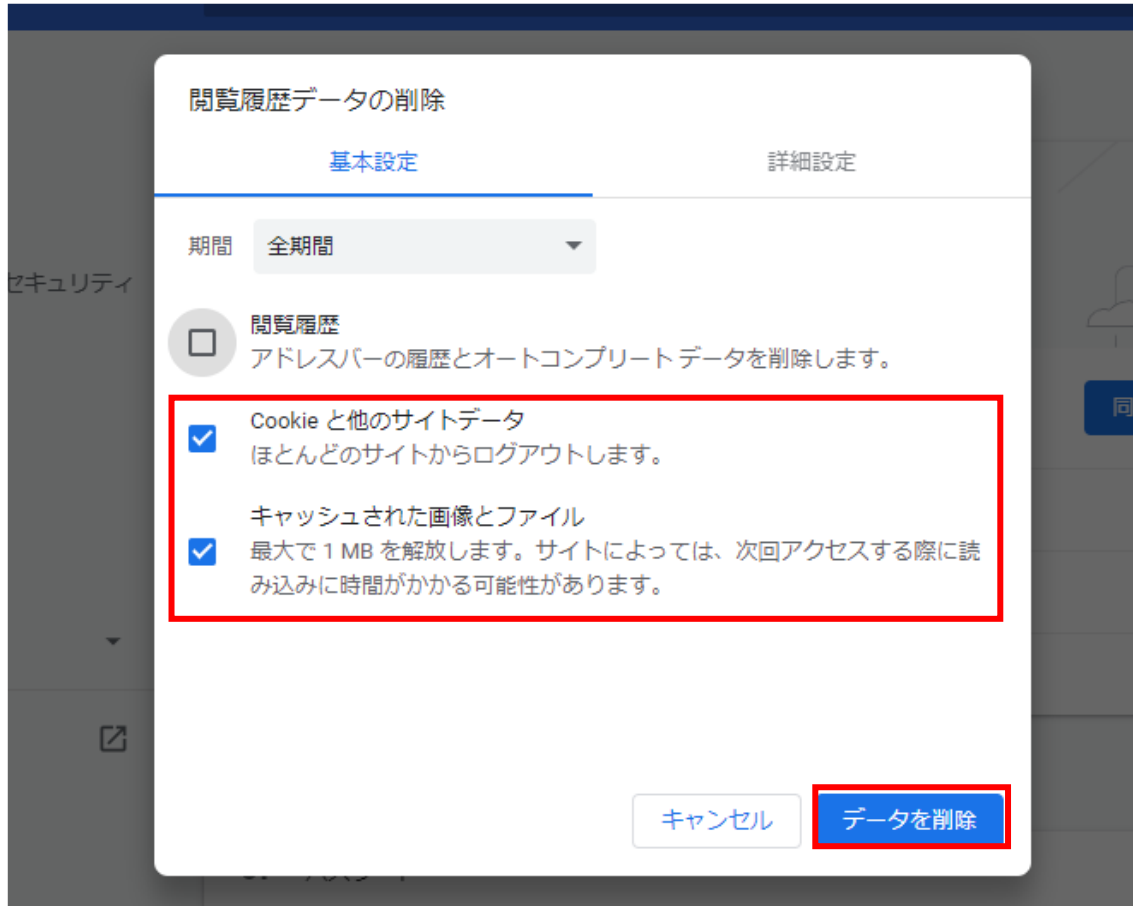 閲覧履歴データの削除
基本設定
詳細設定
期間
全期間
セキュリティ
閲覧履歴
アドレスバーの履歴とオートコンプリート データを削除します。
Cookie と他のサイトデータ
ほとんどのサイトからログアウトします。
同
キャッシュされた画像とファイル
最大で 1 MB を解放します。サイトによっては、次回アクセスする際に読
み込みに時間がかかる可能性があります。
キャンセル
データを削除